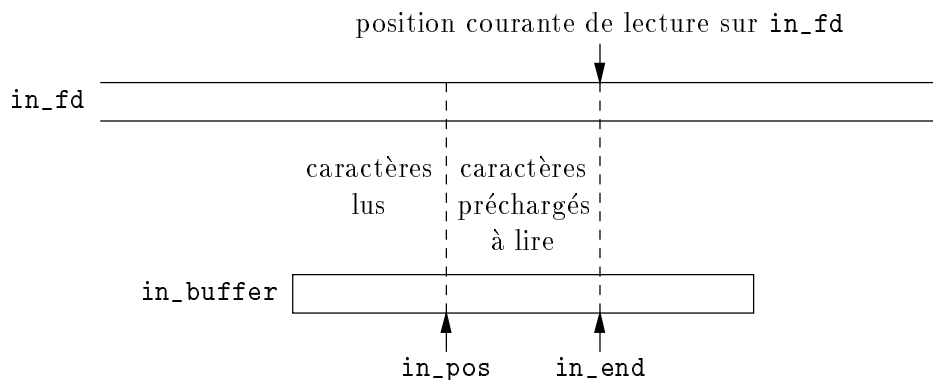 position courante de lecture sur in_fd
in_fd
caractères caractères
lus préchargés
à lire
in_buffer
in_pos in_end